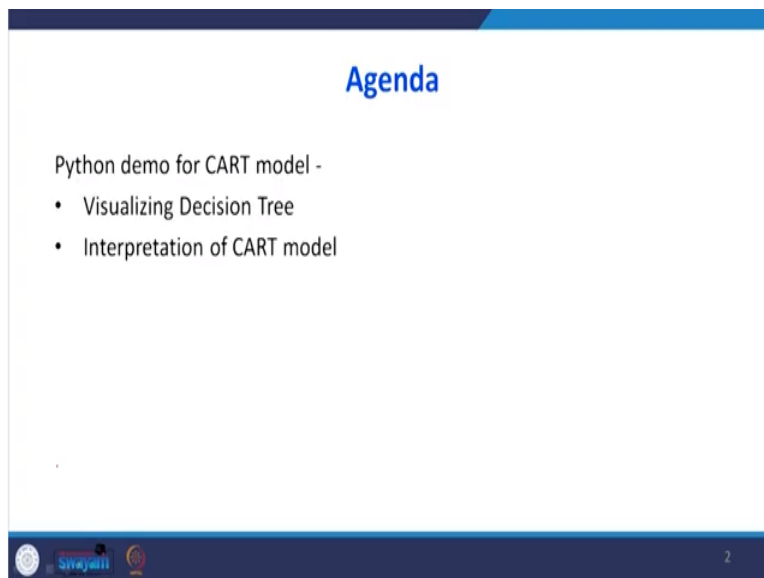 Agenda
Python demo for CART model -
• Visualizing Decision Tree
• Interpretation of CART model
swayam
2